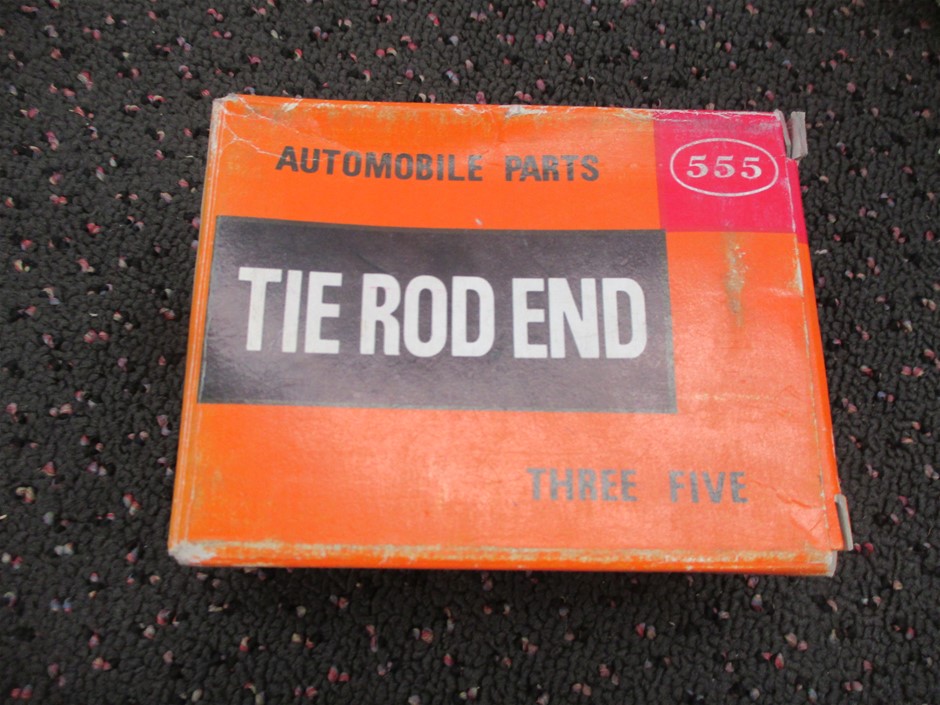 AUTOMOBILE PARTS
555
TIE ROD END
THREE FIVE